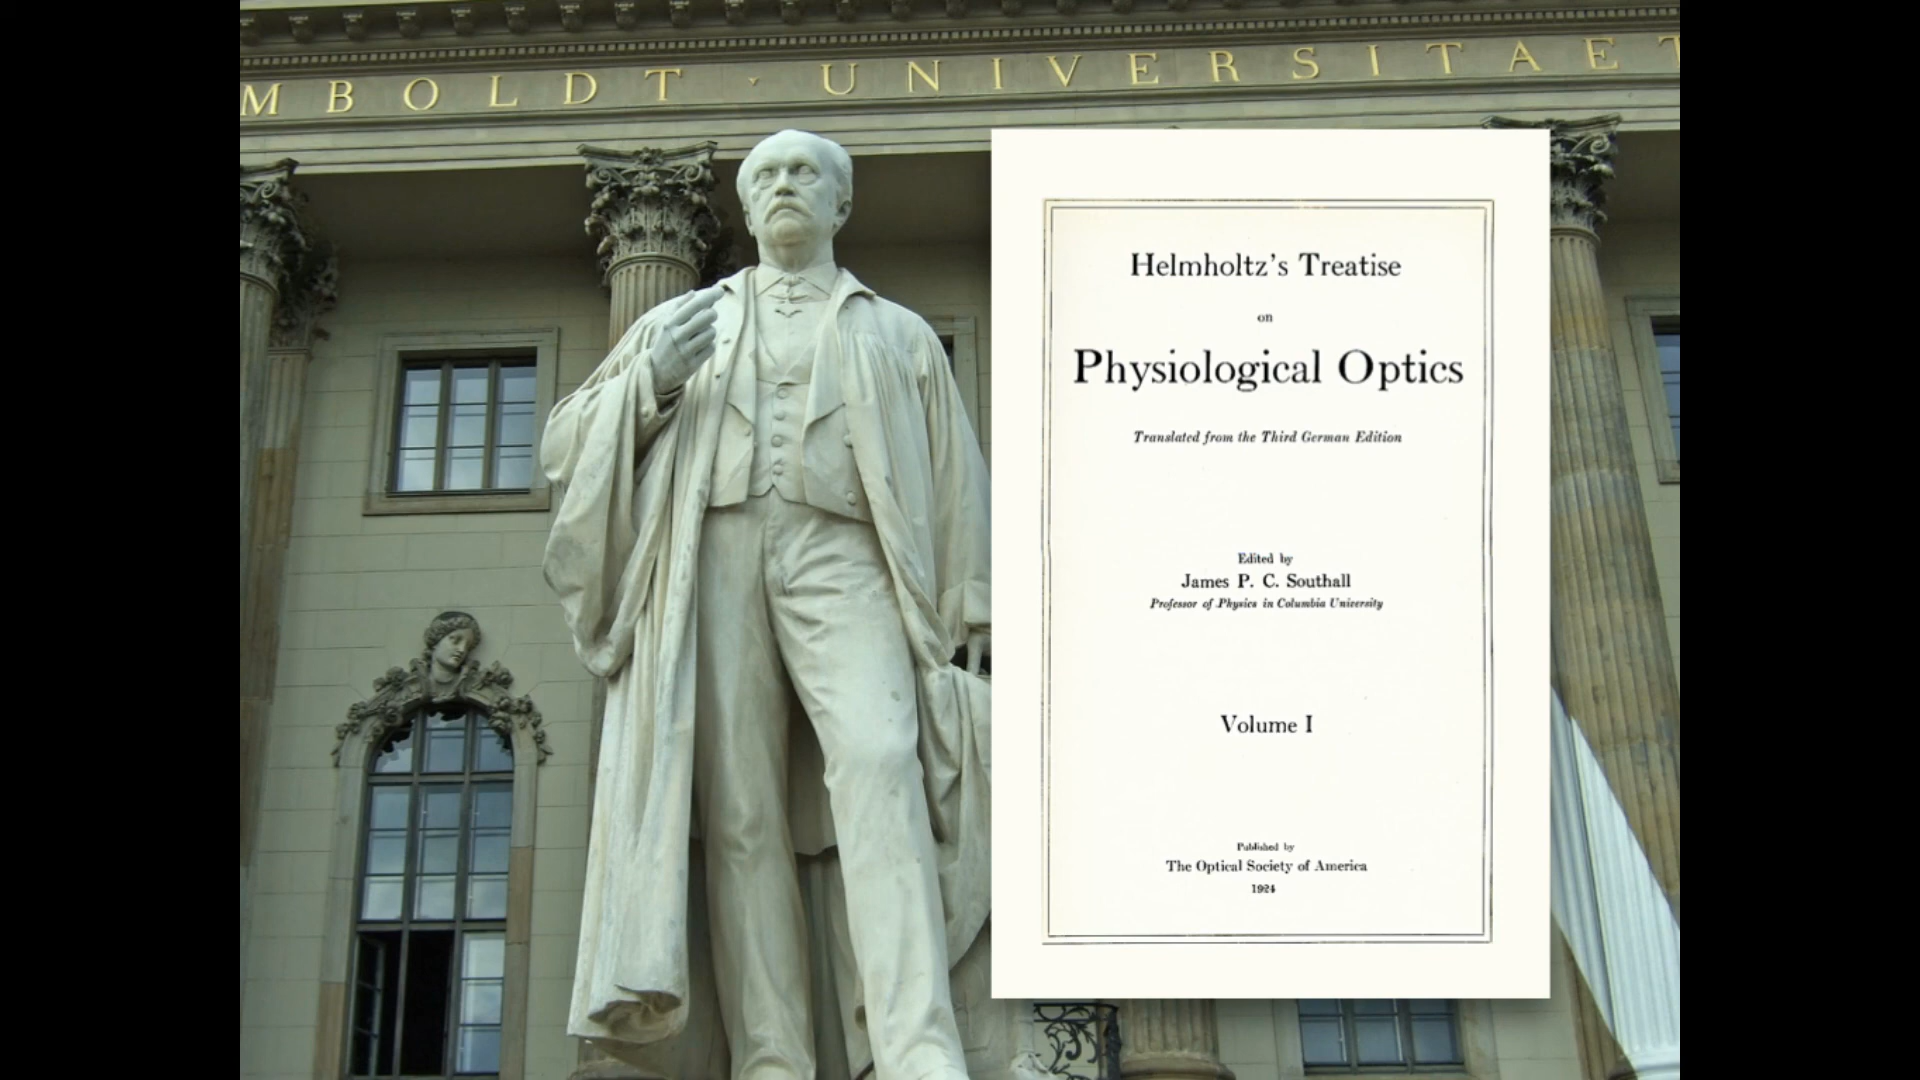 MBOLDT · UNIVERSITAET
Helmholtz's Treatise
on
Physiological Optics
Translated from the Third German Edition
Edited by
James P. C. Southall
Professor of Physics in Columbia University
Volume I
Published by
The Optical Society of America
1924